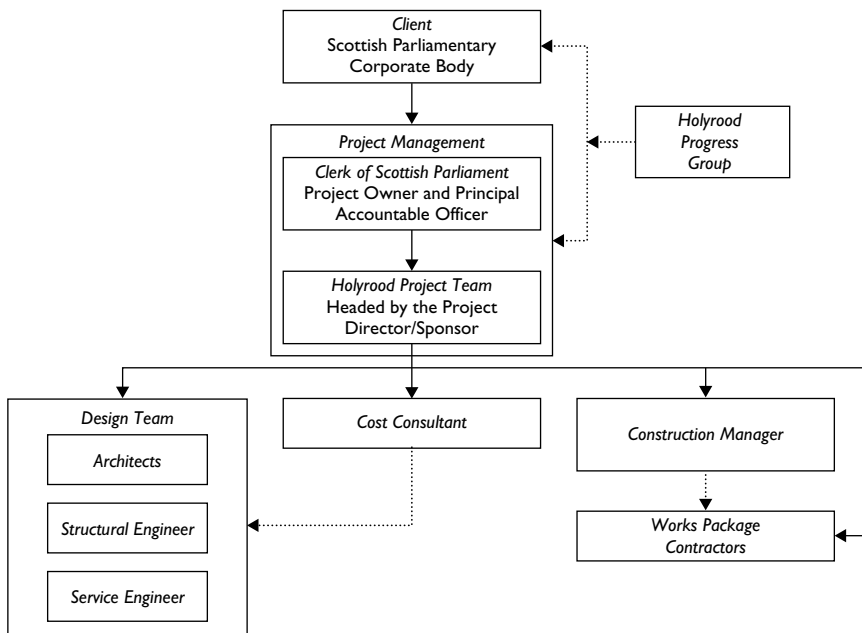 Client
Scottish Parliamentary
Corporate Body
Holyrood
Progress
Group
Project Management
Clerk of Scottish Parliament
Project Owner and Principal
Accountable Officer
Holyrood Project Team
Headed by the Project
Director/Sponsor
Design Team
Architects
Structural Engineer
Service Engineer
Cost Consultant
Construction Manager
Works Package
Contractors